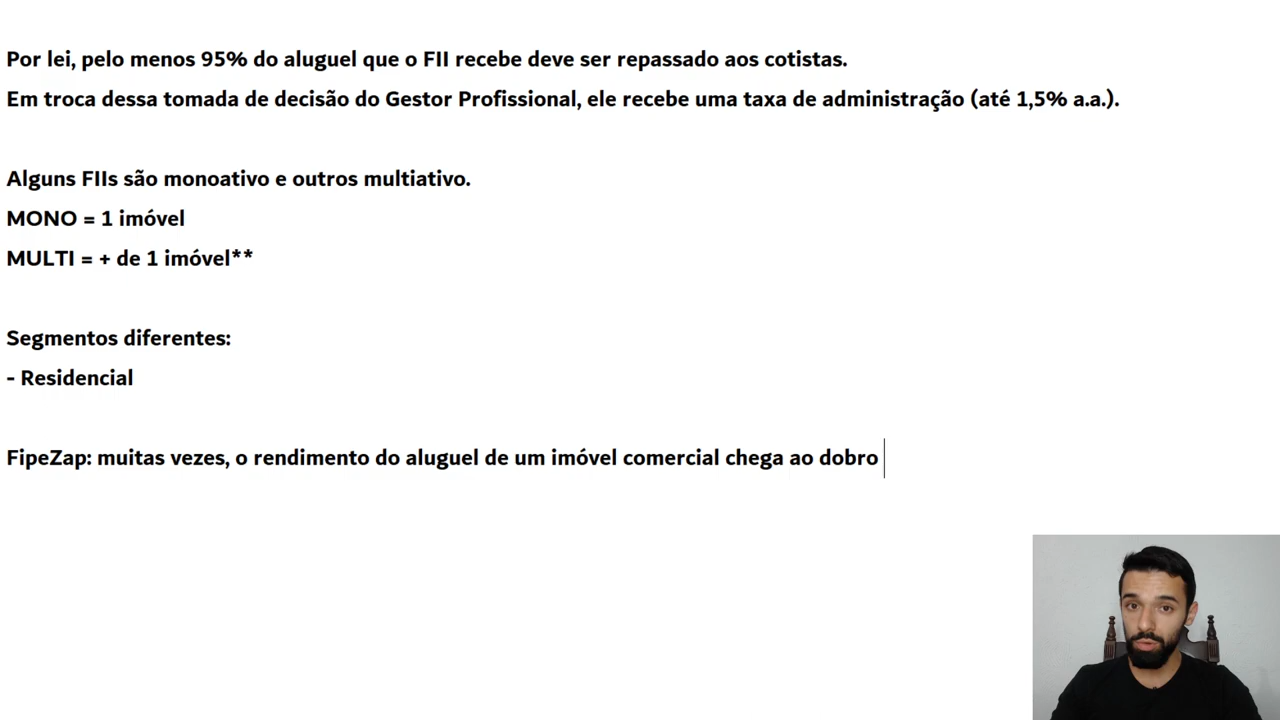 Por lei, pelo menos 95% do aluguel que o FII recebe deve ser repassado aos cotistas.
Em troca dessa tomada de decisão do Gestor Profissional, ele recebe uma taxa de administração (até 1,5% a.a.).
Alguns FIIs são monoativo e outros multiativo.
MONO = 1 imóvel
MULTI = + de 1 imóvel**
Segmentos diferentes:
- Residencial
FipeZap: muitas vezes, o rendimento do aluguel de um imóvel comercial chega ao dobro